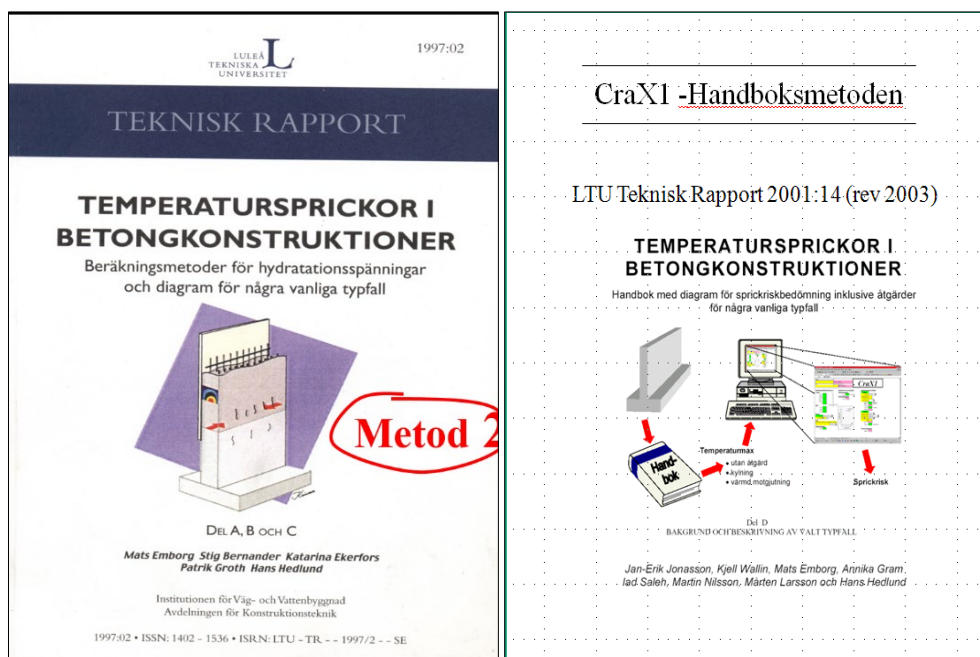 LULEÅ
TEKNISKA
UNIVERSITET
1997:02
TEKNISK RAPPORT
TEMPERATURSPRICKOR I
BETONGKONSTRUKTIONER
Beräkningsmetoder för hydratationsspänningar
och diagram för några vanliga typfall
Metod 2
DEL A, B OCH C
Mats Emborg Stig Bernander Katarina Ekerfors
Patrik Groth Hans Hedlund
Institutionen för Väg- och Vattenbyggnad
Avdelningen för Konstruktionsteknik
1997:02 • ISSN: 1402 - 1536 • ISRN: LTU - TR - - 1997/2 - - SE
CraX1 -Handboksmetoden
LTU Teknisk Rapport 2001:14 (rev 2003)
TEMPERATURSPRICKOR I
BETONGKONSTRUKTIONER
Handbok med diagram för sprickriskbedömning inklusive åtgärder
för några vanliga typfall
CraX1
Hand-
bok
Temperaturmax
• utan åtgärd
• kylning
• värmd motgjutning
Sprickrisk
Del D
BAKGRUND OCH BESKRIVNING AV VALT TYPFALL
Jan-Erik Jonasson, Kjell Wallin, Mats Emborg, Annika Gram
Iad Saleh, Martin Nilsson, Mårten Larsson och Hans Hedlund